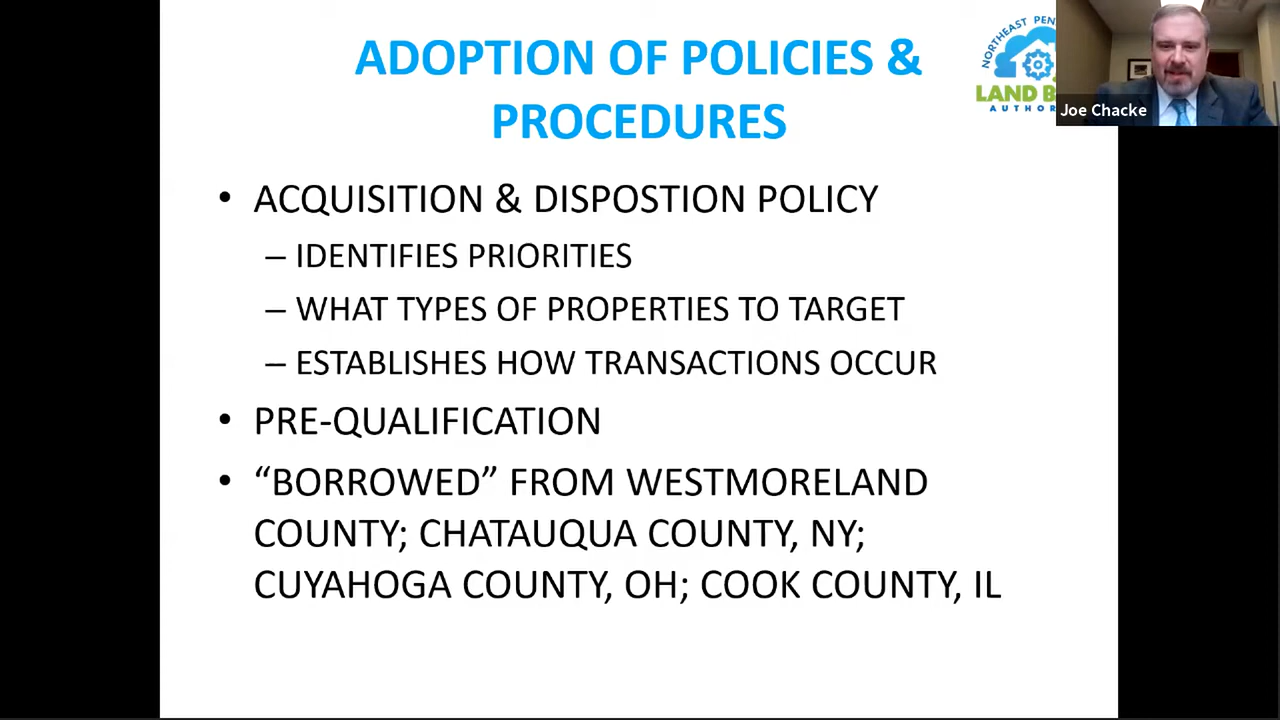 ADOPTION OF POLICIES &
PROCEDURES
NORTHEAST PEN
LAND B
AUTHOR
Joe Chacke
• ACQUISITION & DISPOSTION POLICY
– IDENTIFIES PRIORITIES
– WHAT TYPES OF PROPERTIES TO TARGET
– ESTABLISHES HOW TRANSACTIONS OCCUR
• PRE-QUALIFICATION
• “BORROWED” FROM WESTMORELAND
COUNTY; CHATAUQUA COUNTY, NY;
CUYAHOGA COUNTY, OH; COOK COUNTY, IL